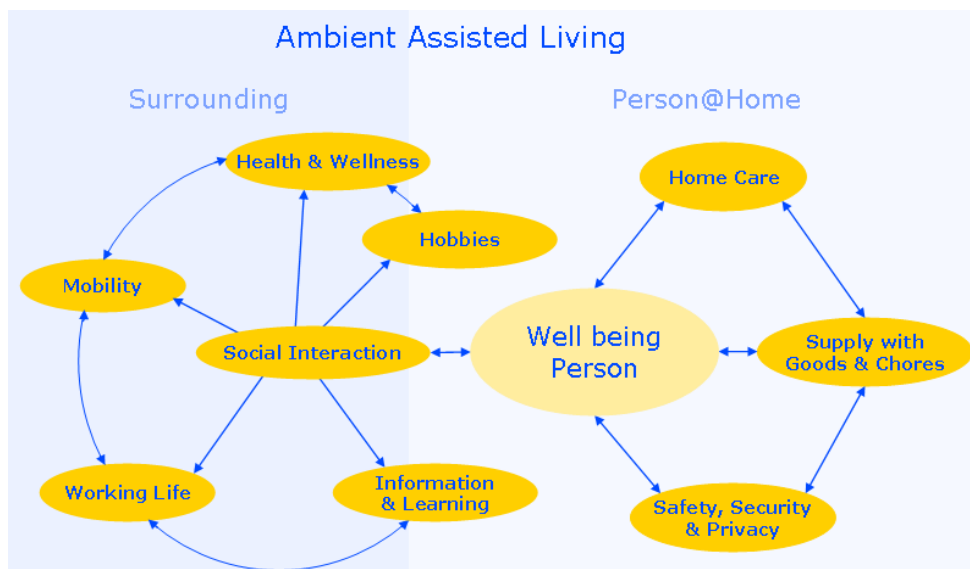 Ambient Assisted Living
Surrounding
Person@Home
Health & Wellness
Home Care
Hobbies
Mobility
Social Interaction
Well being
Person
Supply with
Goods & Chores
Working Life
Information
& Learning
Safety, Security
& Privacy